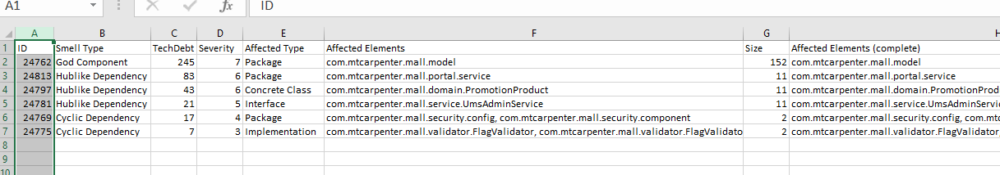 A1 fx ID
A B C D E F G H
1 ID Smell Type TechDebt Severity Affected Type Affected Elements Size Affected Elements (complete)
2 24762 God Component 245 7 Package com.mtcarpenter.mall.model 152 com.mtcarpenter.mall.model
3 24813 Hublike Dependency 83 6 Package com.mtcarpenter.mall.portal.service 11 com.mtcarpenter.mall.portal.service
4 24797 Hublike Dependency 43 6 Concrete Class com.mtcarpenter.mall.domain.PromotionProduct 11 com.mtcarpenter.mall.domain.PromotionProd
5 24781 Hublike Dependency 21 5 Interface com.mtcarpenter.mall.service.UmsAdminService 11 com.mtcarpenter.mall.service.UmsAdminServi
6 24769 Cyclic Dependency 17 4 Package com.mtcarpenter.mall.security.config, com.mtcarpenter.mall.security.component 2 com.mtcarpenter.mall.security.config, com.mt
7 24775 Cyclic Dependency 7 3 Implementation com.mtcarpenter.mall.validator.FlagValidator, com.mtcarpenter.mall.validator.FlagValidato 2 com.mtcarpenter.mall.validator.FlagValidator,
8
9
10